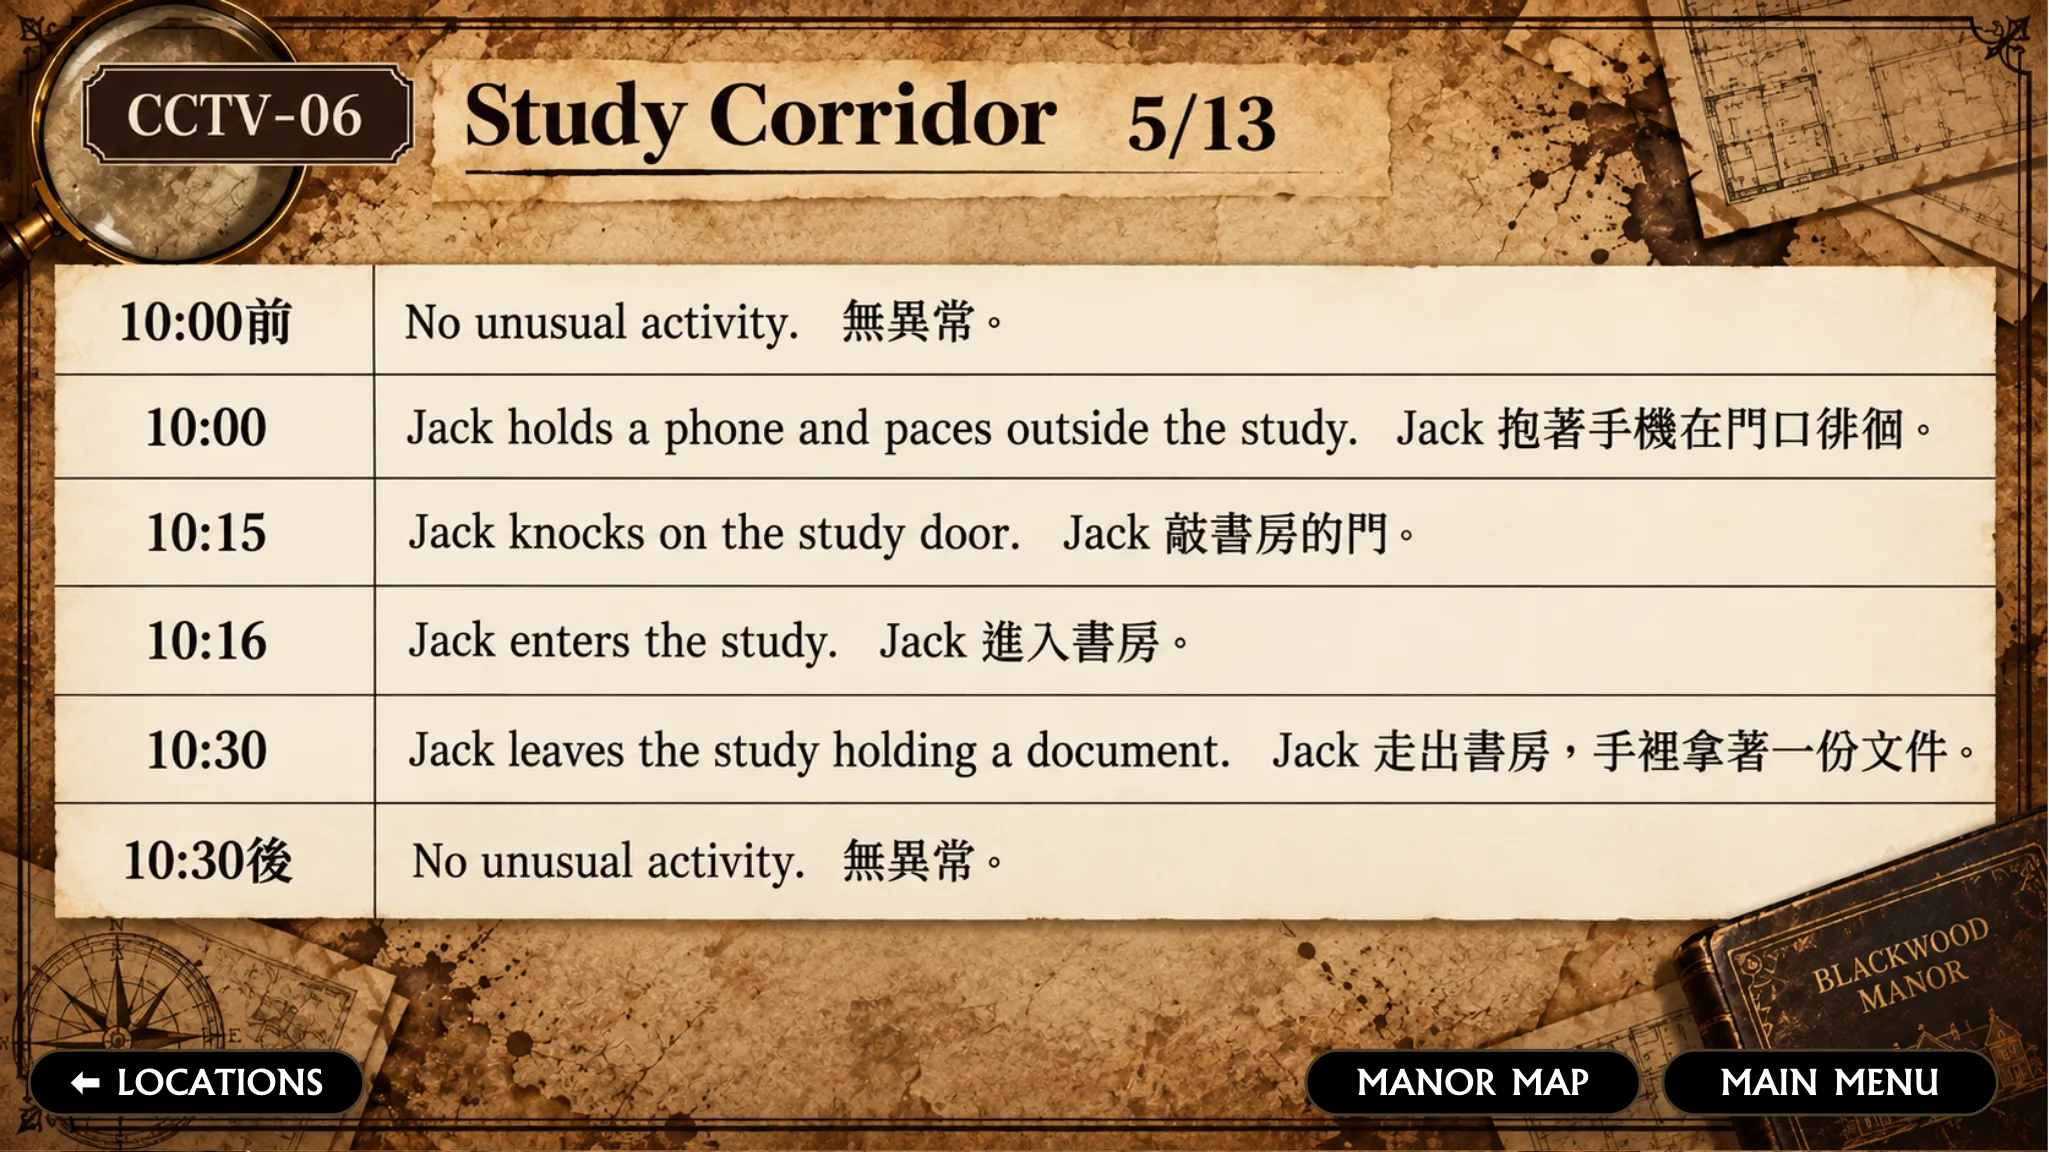 CCTV-06
Study Corridor 5/13
10:00前 No unusual activity. 無異常。
10:00 Jack holds a phone and paces outside the study. Jack 抱著手機在門口徘徊。
10:15 Jack knocks on the study door. Jack 敲書房的門。
10:16 Jack enters the study. Jack 進入書房。
10:30 Jack leaves the study holding a document. Jack 走出書房，手裡拿著一份文件。
10:30後 No unusual activity. 無異常。
BLACKWOOD
MANOR
N
E
← LOCATIONS
MANOR MAP
MAIN MENU